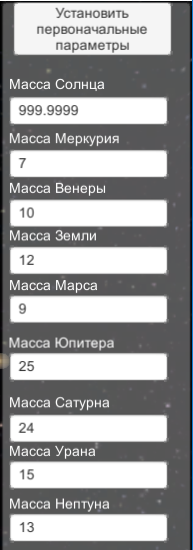 Установить
первоначальные
параметры
Масса Солнца
999.9999
Масса Меркурия
7
Масса Венеры
10
Масса Земли
12
Масса Марса
9
Масса Юпитера
25
Масса Сатурна
24
Масса Урана
15
Масса Нептуна
13